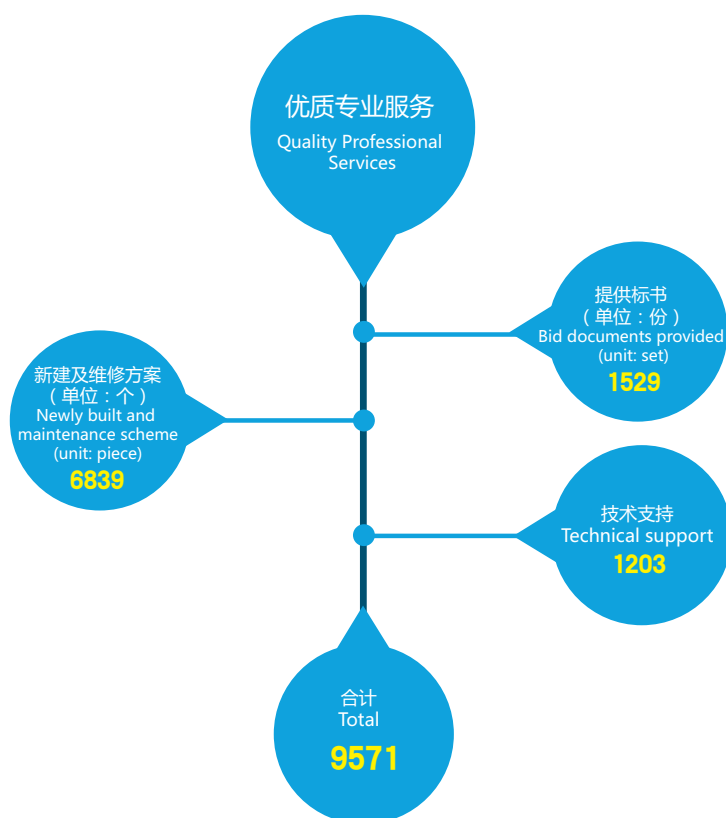 优质专业服务
Quality Professional
Services
提供标书
（单位：份）
Bid documents provided
(unit: set)
1529
新建及维修方案
（单位：个）
Newly built and
maintenance scheme
(unit: piece)
6839
技术支持
Technical support
1203
合计
Total
9571